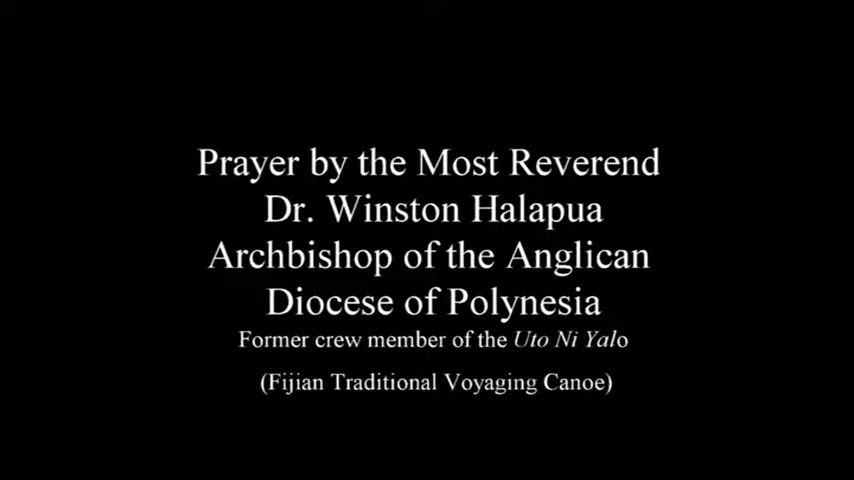 Prayer by the Most Reverend
Dr. Winston Halapua
Archbishop of the Anglican
Diocese of Polynesia
Former crew member of the Uto Ni Yalo
(Fijian Traditional Voyaging Canoe)